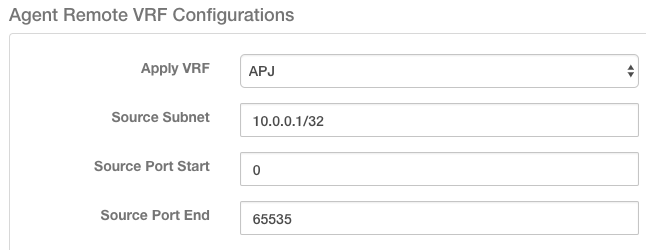 Agent Remote VRF Configurations
Apply VRF APJ
Source Subnet 10.0.0.1/32
Source Port Start 0
Source Port End 65535